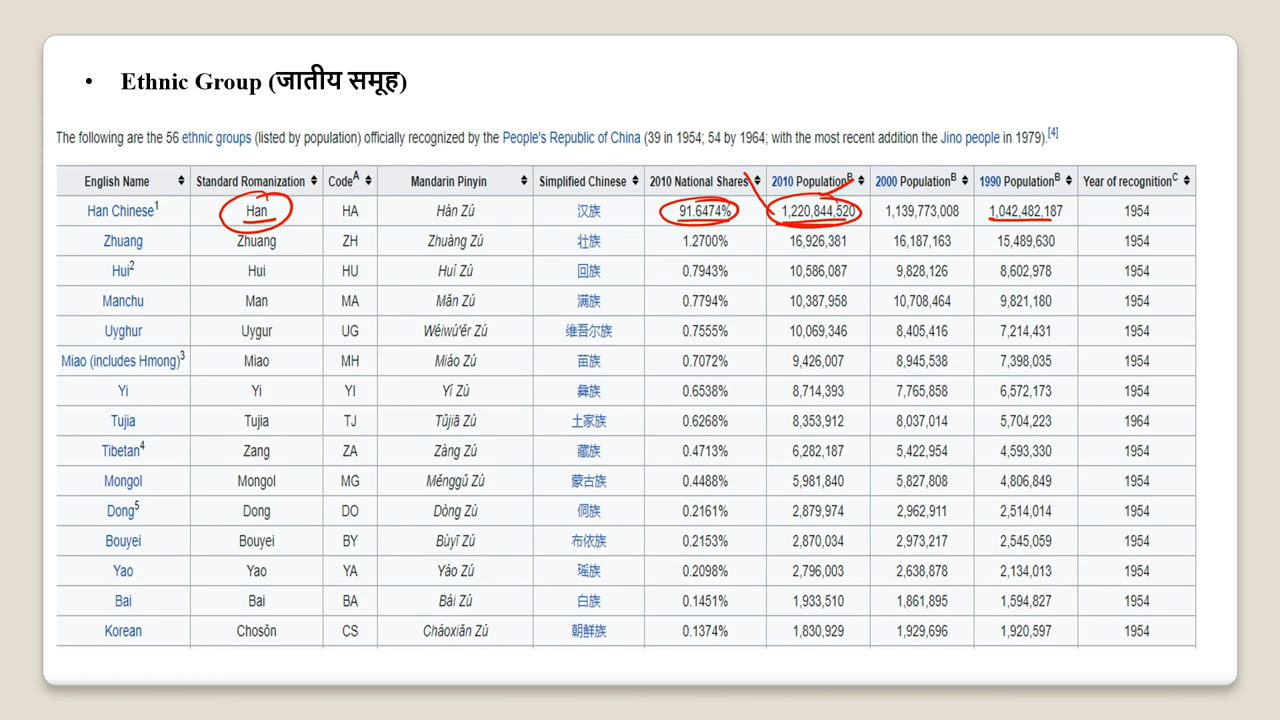 • Ethnic Group (जातीय समूह)
The following are the 56 ethnic groups (listed by population) officially recognized by the People's Republic of China (39 in 1954; 54 by 1964; with the most recent addition the Jino people in 1979).[4]
English Name Standard Romanization CodeA Mandarin Pinyin Simplified Chinese 2010 National Shares 2010 PopulationB 2000 PopulationB 1990 PopulationB Year of recognitionC
Han Chinese1 Han HA Hàn Zú 汉族 91.6474% 1,220,844,520 1,139,773,008 1,042,482,187 1954
Zhuang Zhuang ZH Zhuàng Zú 壮族 1.2700% 16,926,381 16,187,163 15,489,630 1954
Hui2 Hui HU Huí Zú 回族 0.7943% 10,586,087 9,828,126 8,602,978 1954
Manchu Man MA Mǎn Zú 满族 0.7794% 10,387,958 10,708,464 9,821,180 1954
Uyghur Uygur UG Wéiwú'ěr Zú 维吾尔族 0.7555% 10,069,346 8,405,416 7,214,431 1954
Miao (includes Hmong)3 Miao MH Miáo Zú 苗族 0.7072% 9,426,007 8,945,538 7,398,035 1954
Yi Yi YI Yí Zú 彝族 0.6538% 8,714,393 7,765,858 6,572,173 1954
Tujia Tujia TJ Tǔjiā Zú 土家族 0.6268% 8,353,912 8,037,014 5,704,223 1964
Tibetan4 Zang ZA Zàng Zú 藏族 0.4713% 6,282,187 5,422,954 4,593,330 1954
Mongol Mongol MG Měnggǔ Zú 蒙古族 0.4488% 5,981,840 5,827,808 4,806,849 1954
Dong5 Dong DO Dòng Zú 侗族 0.2161% 2,879,974 2,962,911 2,514,014 1954
Bouyei Bouyei BY Bùyī Zú 布依族 0.2153% 2,870,034 2,973,217 2,545,059 1954
Yao Yao YA Yáo Zú 瑶族 0.2098% 2,796,003 2,638,878 2,134,013 1954
Bai Bai BA Bái Zú 白族 0.1451% 1,933,510 1,861,895 1,594,827 1954
Korean Chosŏn CS Cháoxiǎn Zú 朝鲜族 0.1374% 1,830,929 1,929,696 1,920,597 1954